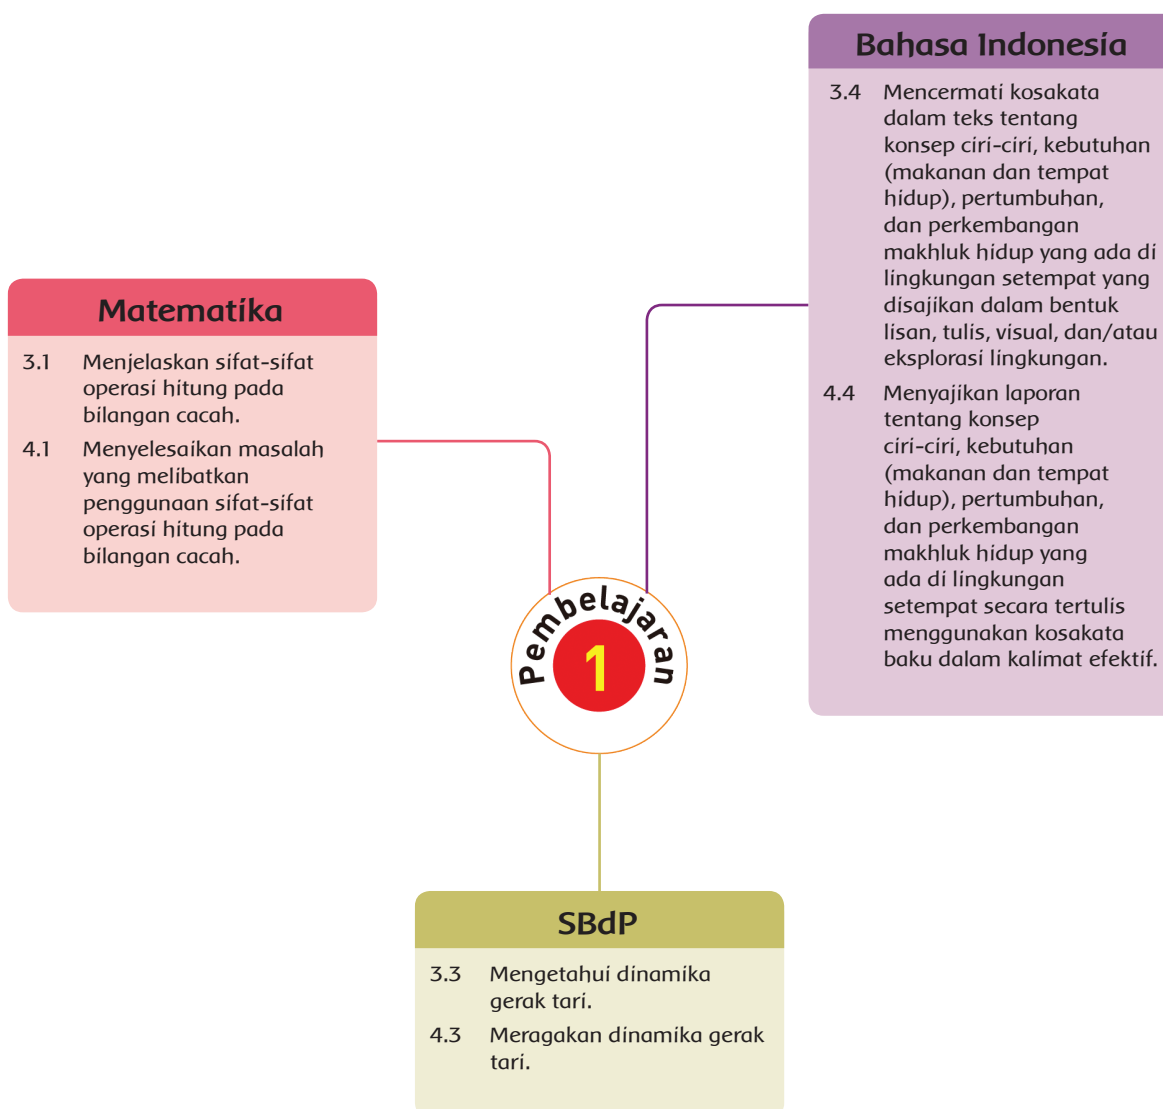 Bahasa Indonesia
3.4 Mencermati kosakata
dalam teks tentang
konsep ciri-ciri, kebutuhan
(makanan dan tempat
hidup), pertumbuhan,
dan perkembangan
makhluk hidup yang ada di
lingkungan setempat yang
disajikan dalam bentuk
lisan, tulis, visual, dan/atau
eksplorasi lingkungan.
4.4 Menyajikan laporan
tentang konsep
ciri-ciri, kebutuhan
(makanan dan tempat
hidup), pertumbuhan,
dan perkembangan
makhluk hidup yang
ada di lingkungan
setempat secara tertulis
menggunakan kosakata
baku dalam kalimat efektif.
Matematika
3.1 Menjelaskan sifat-sifat
operasi hitung pada
bilangan cacah.
4.1 Menyelesaikan masalah
yang melibatkan
penggunaan sifat-sifat
operasi hitung pada
bilangan cacah.
Pembelajaran
1
SBdP
3.3 Mengetahui dinamika
gerak tari.
4.3 Meragakan dinamika gerak
tari.